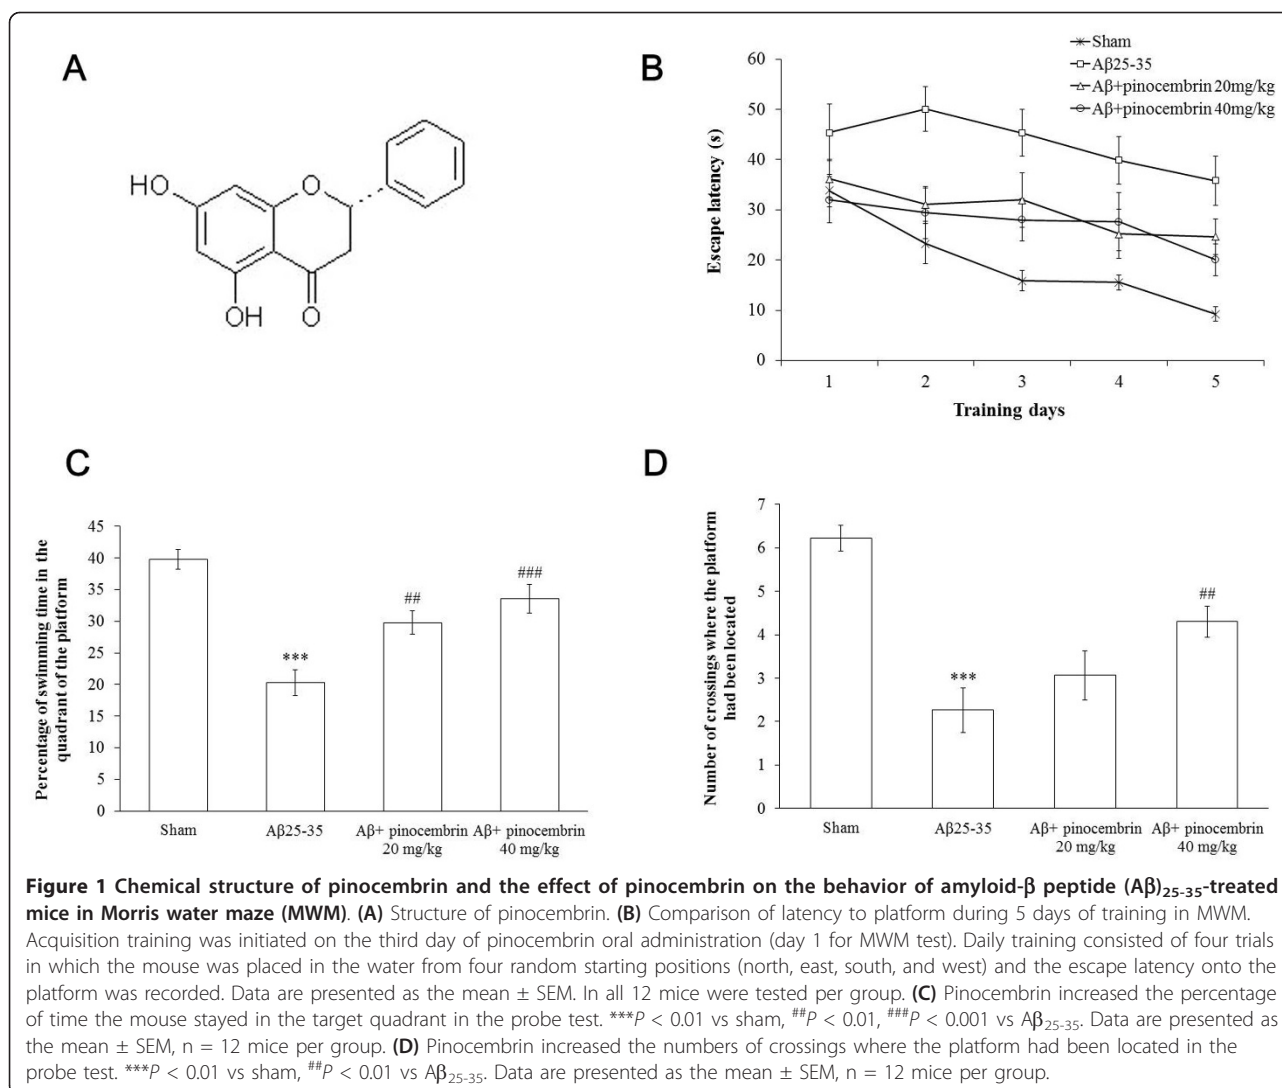 A
HO
O
OH
O
B
Sham
Aβ25-35
Aβ+pinocembrin 20mg/kg
Aβ+pinocembrin 40mg/kg
60
50
40
30
20
10
0
Escape latency (s)
1 2 3 4 5
Training days
C
45
40
35
30
25
20
15
10
5
0
Percentage of swimming time in the
quadrant of the platform
***
##
###
Sham Aβ25-35 Aβ+ pinocembrin Aβ+ pinocembrin
20 mg/kg 40 mg/kg
D
7
6
5
4
3
2
1
0
Number of crossings where the platform
had been located
***
##
Sham Aβ25-35 Aβ+ pinocembrin Aβ+ pinocembrin
20 mg/kg 40 mg/kg
Figure 1 Chemical structure of pinocembrin and the effect of pinocembrin on the behavior of amyloid-β peptide (Aβ)25-35-treated
mice in Morris water maze (MWM). (A) Structure of pinocembrin. (B) Comparison of latency to platform during 5 days of training in MWM.
Acquisition training was initiated on the third day of pinocembrin oral administration (day 1 for MWM test). Daily training consisted of four trials
in which the mouse was placed in the water from four random starting positions (north, east, south, and west) and the escape latency onto the
platform was recorded. Data are presented as the mean ± SEM. In all 12 mice were tested per group. (C) Pinocembrin increased the percentage
of time the mouse stayed in the target quadrant in the probe test. ***P < 0.01 vs sham, ##P < 0.01, ###P < 0.001 vs Aβ25-35. Data are presented as
the mean ± SEM, n = 12 mice per group. (D) Pinocembrin increased the numbers of crossings where the platform had been located in the
probe test. ***P < 0.01 vs sham, ##P < 0.01 vs Aβ25-35. Data are presented as the mean ± SEM, n = 12 mice per group.